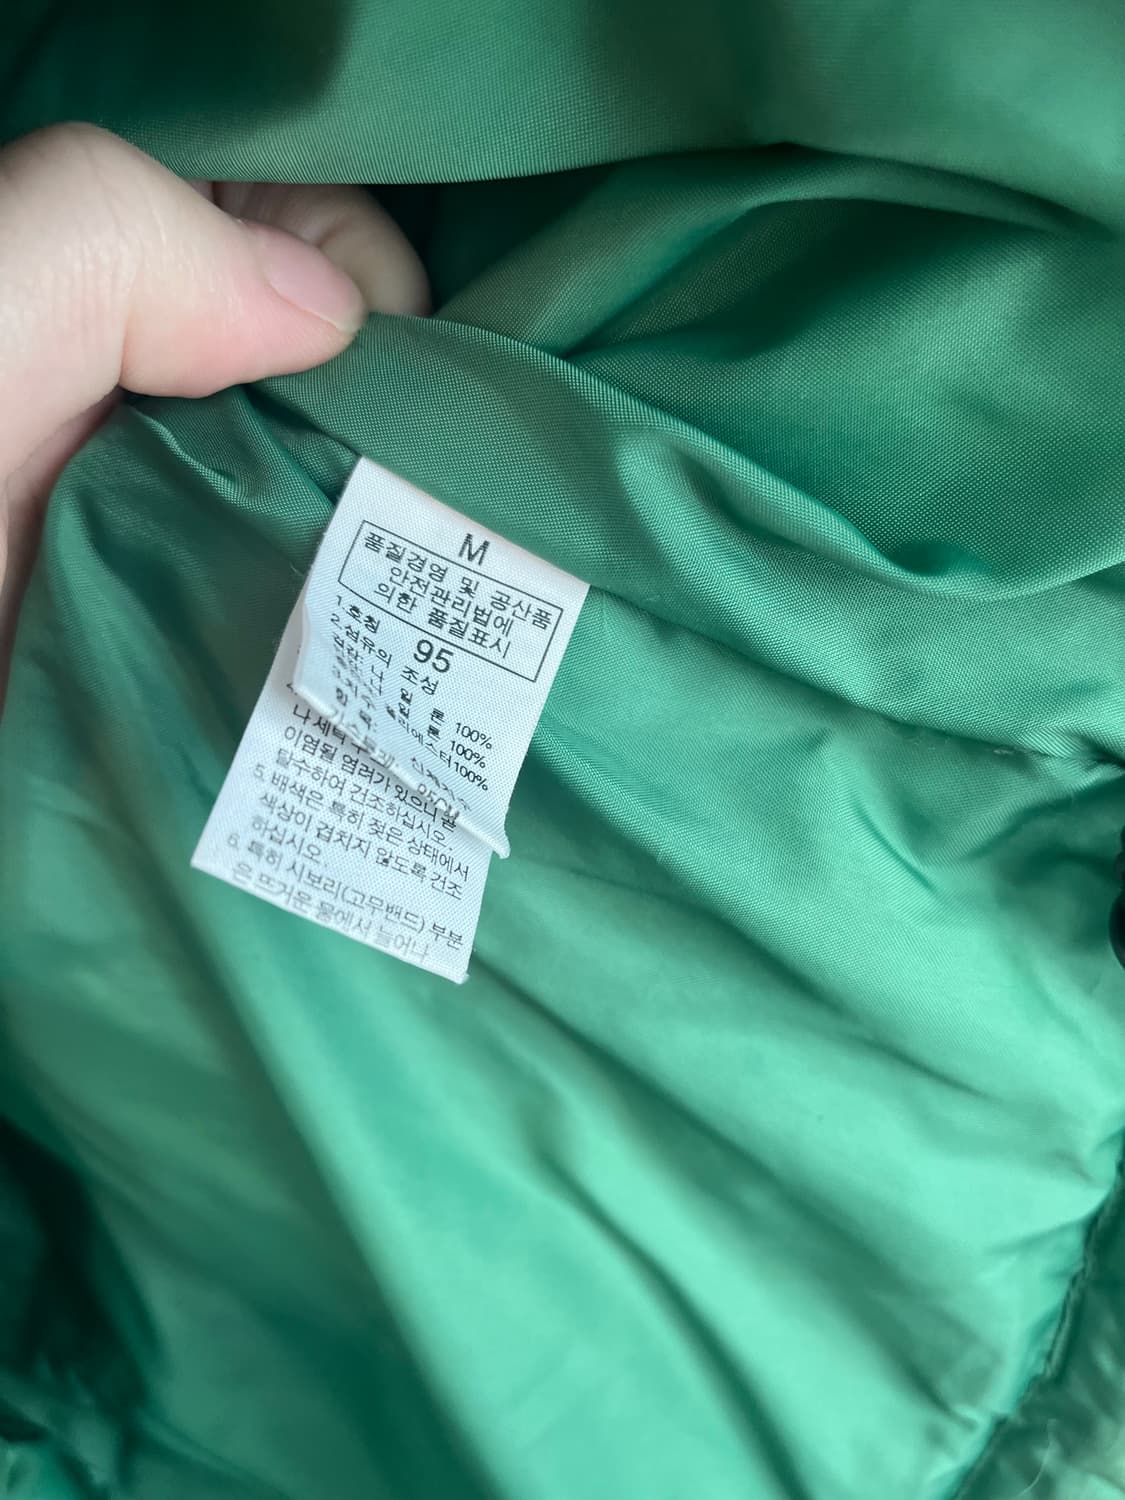 M
품질경영 및 공산품
안전관리법에
의한 품질표시
1.호칭 95
2.섬유의 조성
100%
100%
100%
이염될 염려가 있으니 곧
탈수하여 건조하십시오.
5. 배색은 특히 젖은 상태에서
색상이 겹치지 않도록 건조
하십시오
6. 특히 시보리(고무밴드) 부분
은 뜨거운 물에서 늘어나